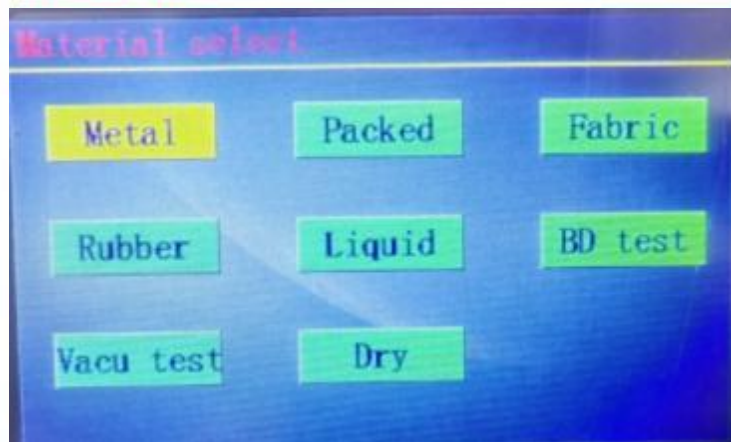 Material select
Metal
Packed
Fabric
Rubber
Liquid
BD test
Vacu test
Dry